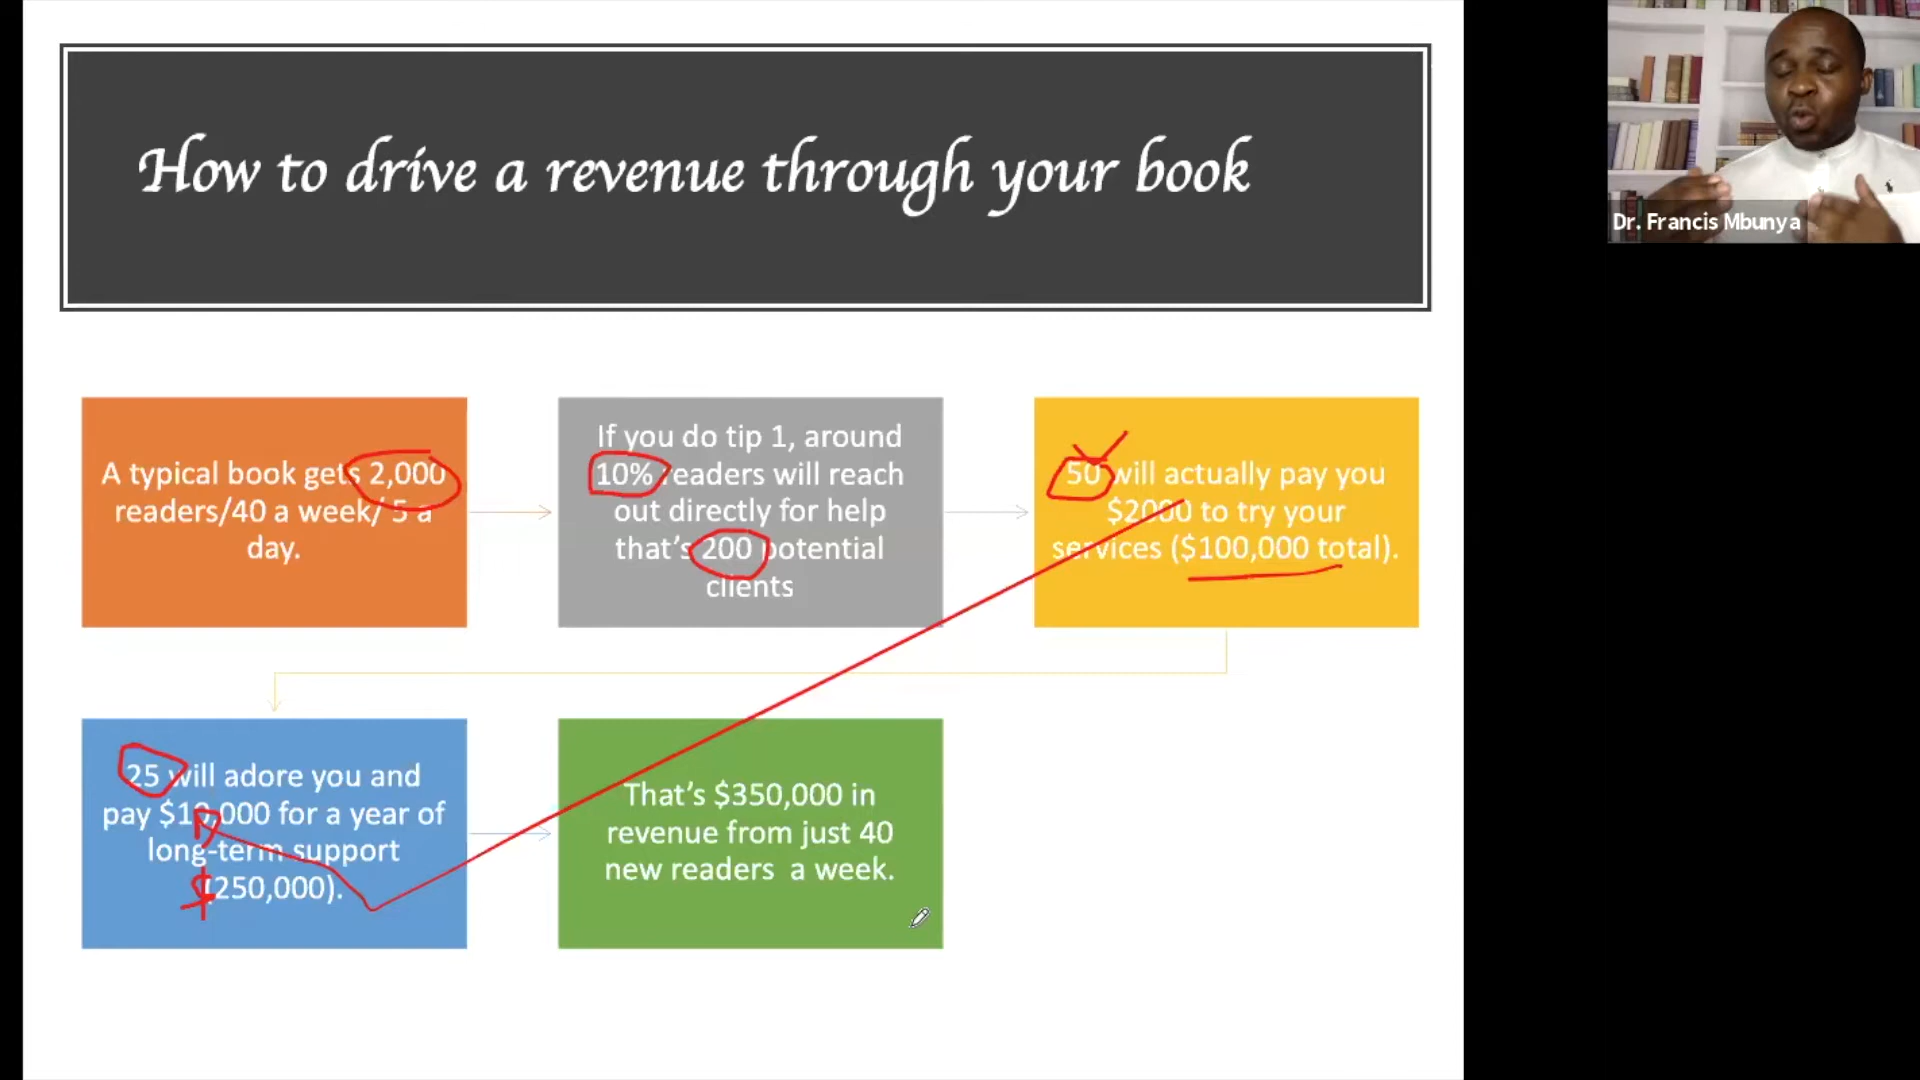 How to drive a revenue through your book
Dr. Francis Mbunya
A typical book gets 2,000
readers/40 a week/ 5 a
day.
If you do tip 1, around
10% readers will reach
out directly for help
that's 200 potential
clients
50 will actually pay you
$2000 to try your
services ($100,000 total).
25 will adore you and
pay $10,000 for a year of
long-term support
$
(250,000).
That's $350,000 in
revenue from just 40
new readers a week.